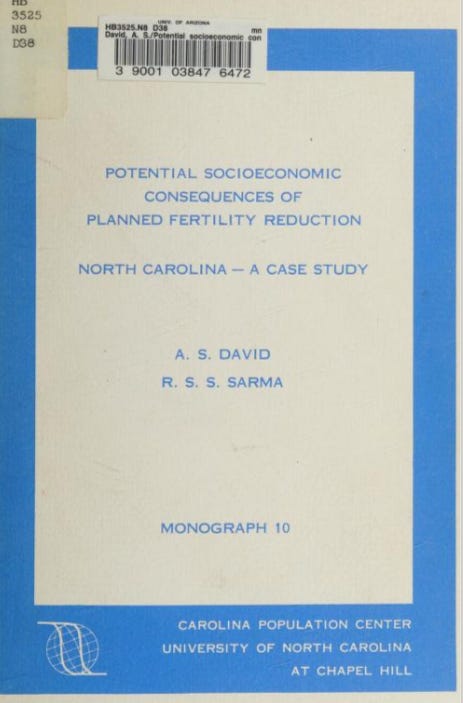 HB
3525
N8
D38
UNIV. OF ARIZONA
HB3525.N8 D38 mn
David, A. S./Potential socioeconomic con
3 9001 03847 6472
POTENTIAL SOCIOECONOMIC
CONSEQUENCES OF
PLANNED FERTILITY REDUCTION
NORTH CAROLINA — A CASE STUDY
A. S. DAVID
R. S. S. SARMA
MONOGRAPH 10
CAROLINA POPULATION CENTER
UNIVERSITY OF NORTH CAROLINA
AT CHAPEL HILL